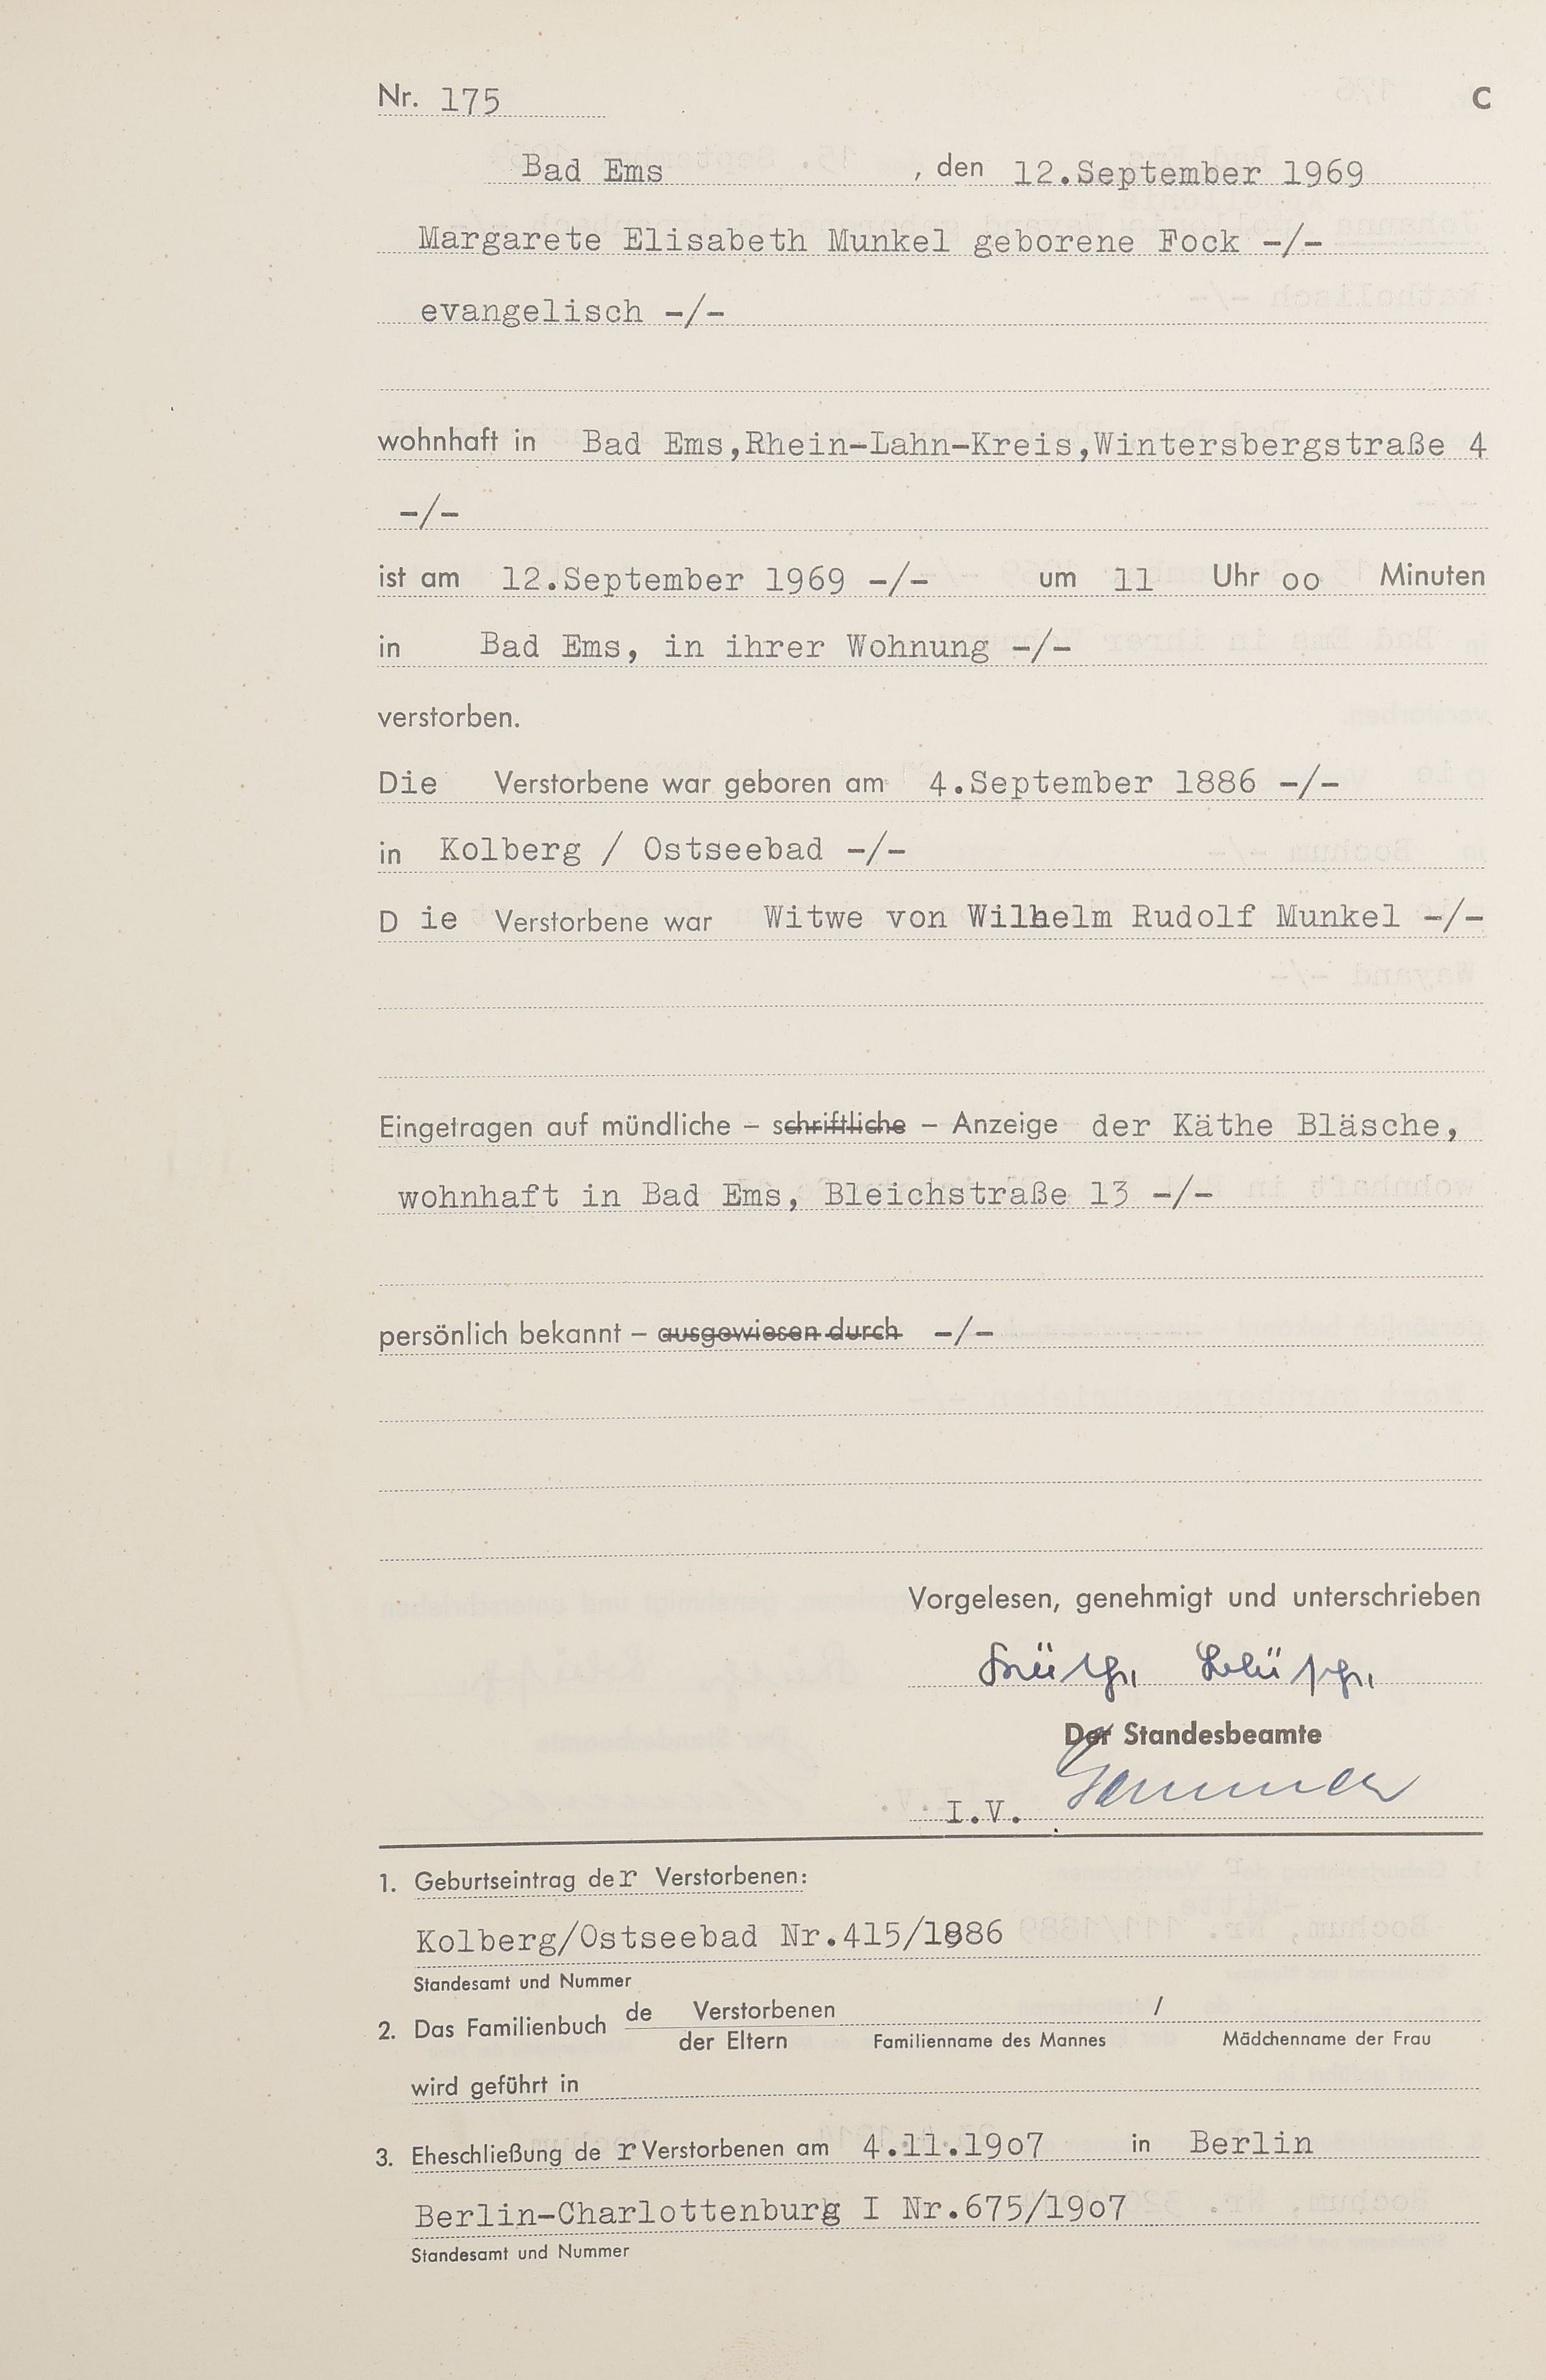 Nr. 175 C
Bad Ems , den 12.September 1969
Margarete Elisabeth Munkel geborene Fock -/-
evangelisch -/-
wohnhaft in Bad Ems,Rhein-Lahn-Kreis,Wintersbergstraße 4
-/-
ist am 12.September 1969 -/- um 11 Uhr oo Minuten
in Bad Ems, in ihrer Wohnung -/-
verstorben.
Die Verstorbene war geboren am 4.September 1886 -/-
in Kolberg / Ostseebad -/-
D ie Verstorbene war Witwe von Wilhelm Rudolf Munkel -/-
Eingetragen auf mündliche – schriftliche – Anzeige der Käthe Bläsche,
wohnhaft in Bad Ems, Bleichstraße 13 -/-
persönlich bekannt – ausgewiesen durch -/-
Vorgelesen, genehmigt und unterschrieben
Käthe Bläsche
Der Standesbeamte
I.V.
1. Geburtseintrag der Verstorbenen:
Kolberg/Ostseebad Nr.415/1886
Standesamt und Nummer
2. Das Familienbuch de Verstorbenen /
der Eltern Familienname des Mannes Mädchenname der Frau
wird geführt in
3. Eheschließung de r Verstorbenen am 4.11.19o7 in Berlin
Berlin-Charlottenburg I Nr.675/19o7
Standesamt und Nummer